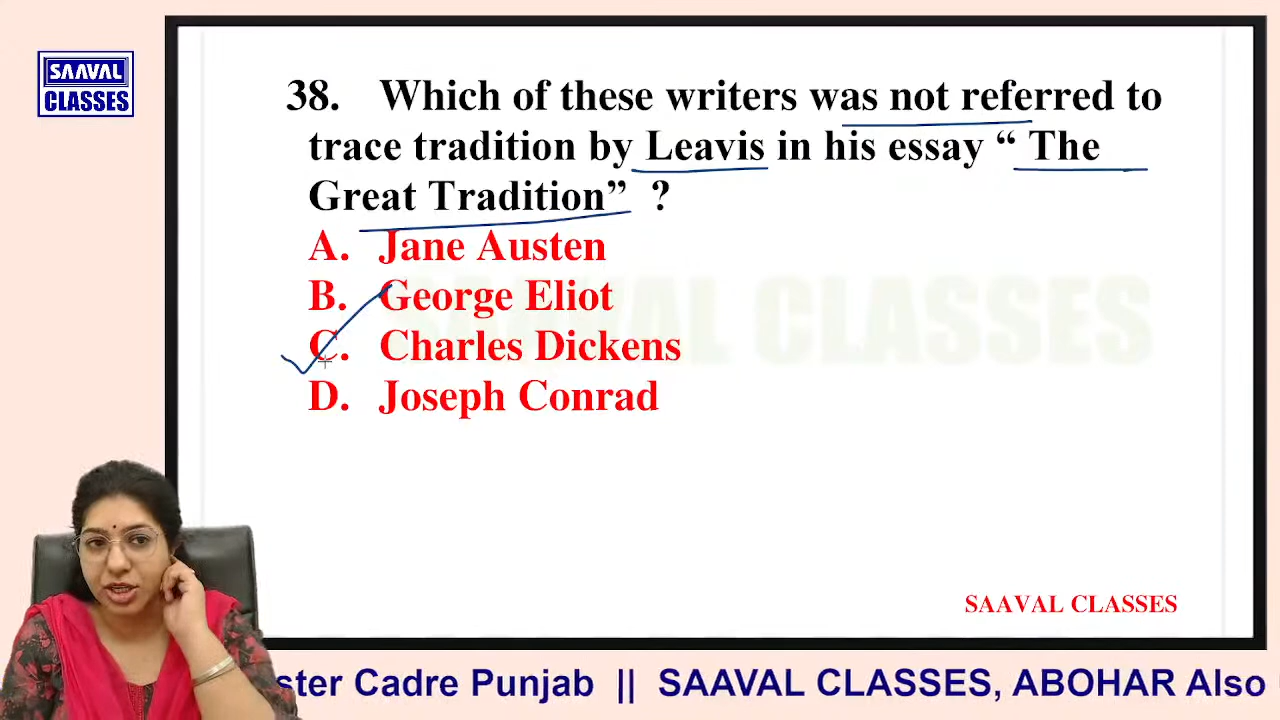 SAAVAL
CLASSES
38. Which of these writers was not referred to
trace tradition by Leavis in his essay “ The
Great Tradition” ?
A. Jane Austen
B. George Eliot
C. Charles Dickens
D. Joseph Conrad
SAAVAL CLASSES
SAAVAL CLASSES
ster Cadre Punjab || SAAVAL CLASSES, ABOHAR Also